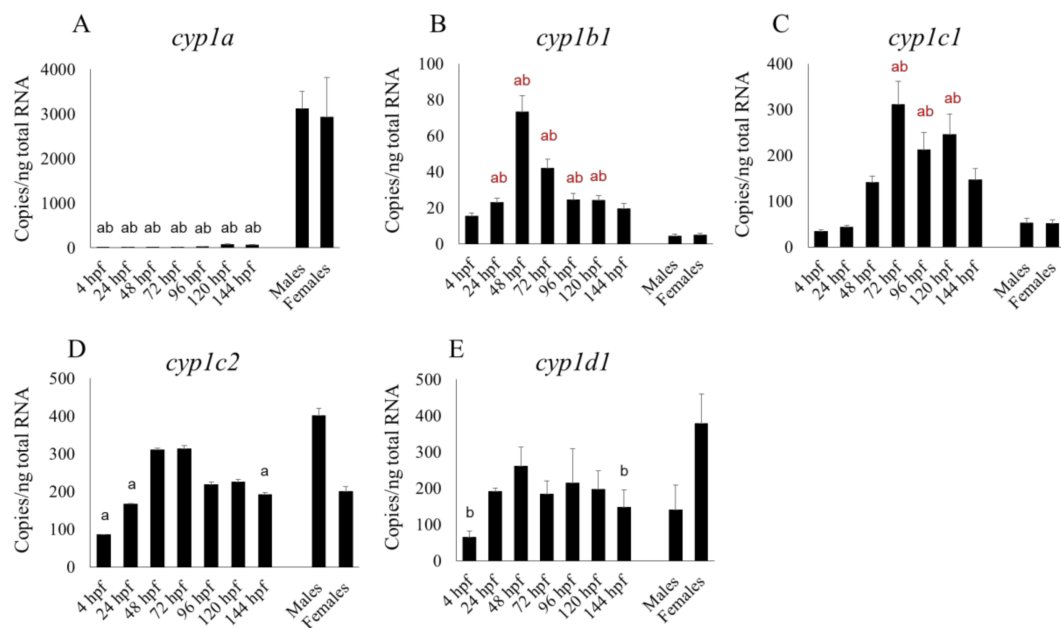 A
cyp1a
Copies/ng total RNA
4000
3000
2000
1000
0
ab ab ab ab ab ab ab
4 hpf
24 hpf
48 hpf
72 hpf
96 hpf
120 hpf
144 hpf
Males
Females
B
cyp1b1
Copies/ng total RNA
100
80
60
40
20
0
ab
ab
ab
ab
ab
4 hpf
24 hpf
48 hpf
72 hpf
96 hpf
120 hpf
144 hpf
Males
Females
C
cyp1c1
Copies/ng total RNA
400
300
200
100
0
ab
ab
ab
4 hpf
24 hpf
48 hpf
72 hpf
96 hpf
120 hpf
144 hpf
Males
Females
D
cyp1c2
Copies/ng total RNA
500
400
300
200
100
0
a
a
a
4 hpf
24 hpf
48 hpf
72 hpf
96 hpf
120 hpf
144 hpf
Males
Females
E
cyp1d1
Copies/ng total RNA
500
400
300
200
100
0
b
b
4 hpf
24 hpf
48 hpf
72 hpf
96 hpf
120 hpf
144 hpf
Males
Females